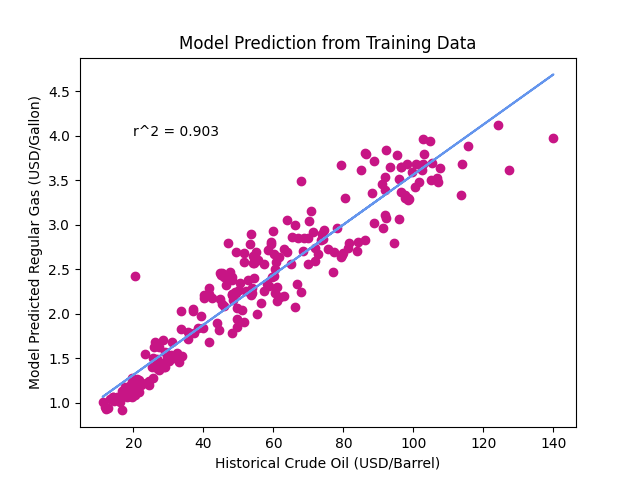 Model Prediction from Training Data
r^2 = 0.903
Model Predicted Regular Gas (USD/Gallon)
4.5
4.0
3.5
3.0
2.5
2.0
1.5
1.0
20 40 60 80 100 120 140
Historical Crude Oil (USD/Barrel)